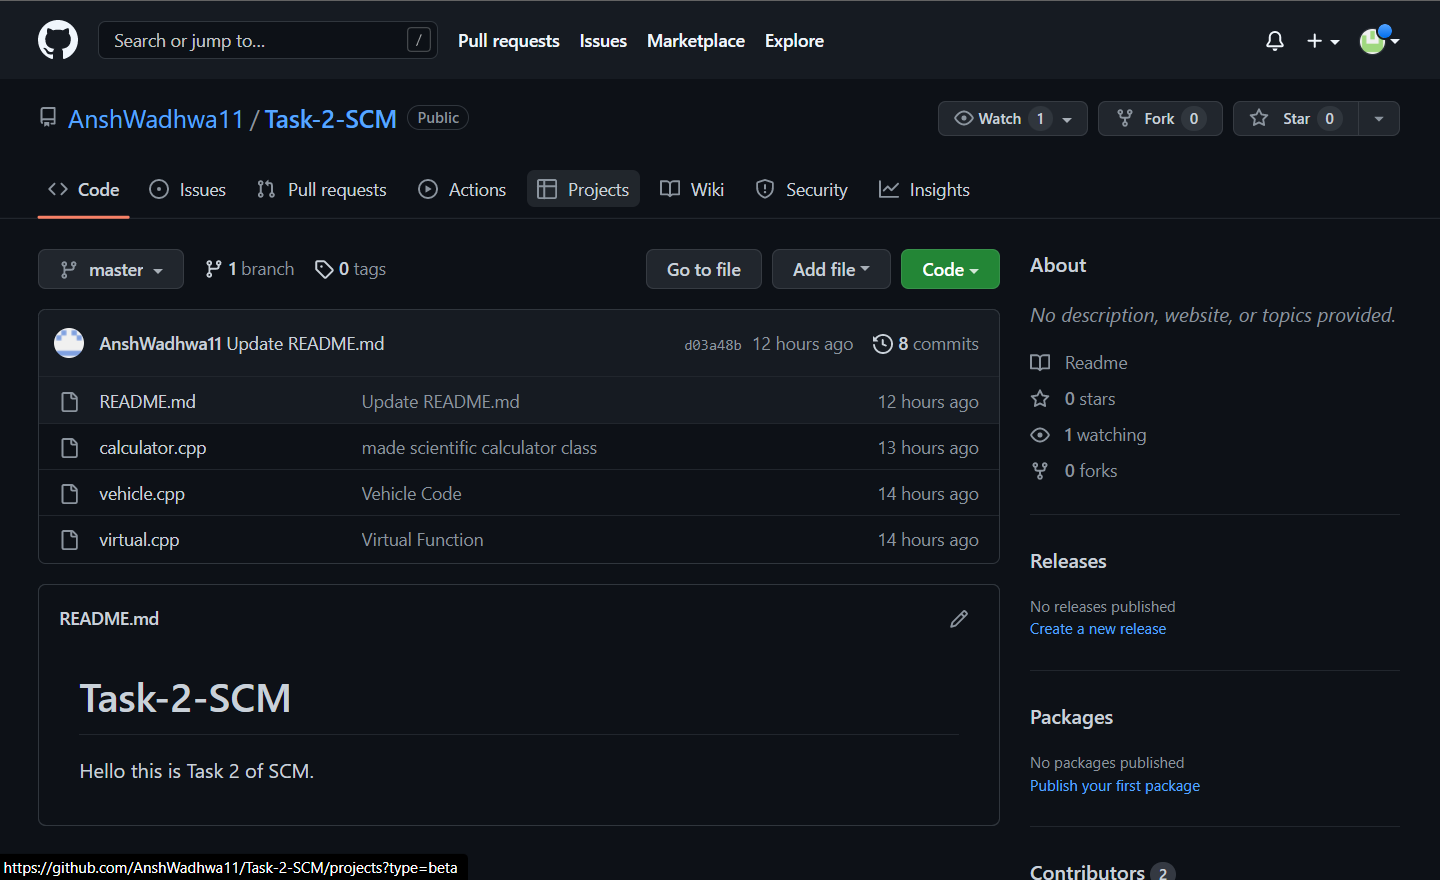 Search or jump to... /
Pull requests Issues Marketplace Explore
AnshWadhwa11 / Task-2-SCM Public
Watch 1 Fork 0 Star 0
Code Issues Pull requests Actions Projects Wiki Security Insights
master 1 branch 0 tags Go to file Add file Code
AnshWadhwa11 Update README.md d03a48b 12 hours ago 8 commits
README.md Update README.md 12 hours ago
calculator.cpp made scientific calculator class 13 hours ago
vehicle.cpp Vehicle Code 14 hours ago
virtual.cpp Virtual Function 14 hours ago
README.md
Task-2-SCM
Hello this is Task 2 of SCM.
About
No description, website, or topics provided.
Readme
0 stars
1 watching
0 forks
Releases
No releases published
Create a new release
Packages
No packages published
Publish your first package
Contributors 2
https://github.com/AnshWadhwa11/Task-2-SCM/projects?type=beta